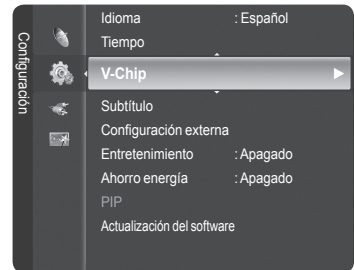 Configuración
Idioma : Español
Tiempo
V-Chip
Subtítulo
Configuración externa
Entretenimiento : Apagado
Ahorro energía : Apagado
PIP
Actualización del software